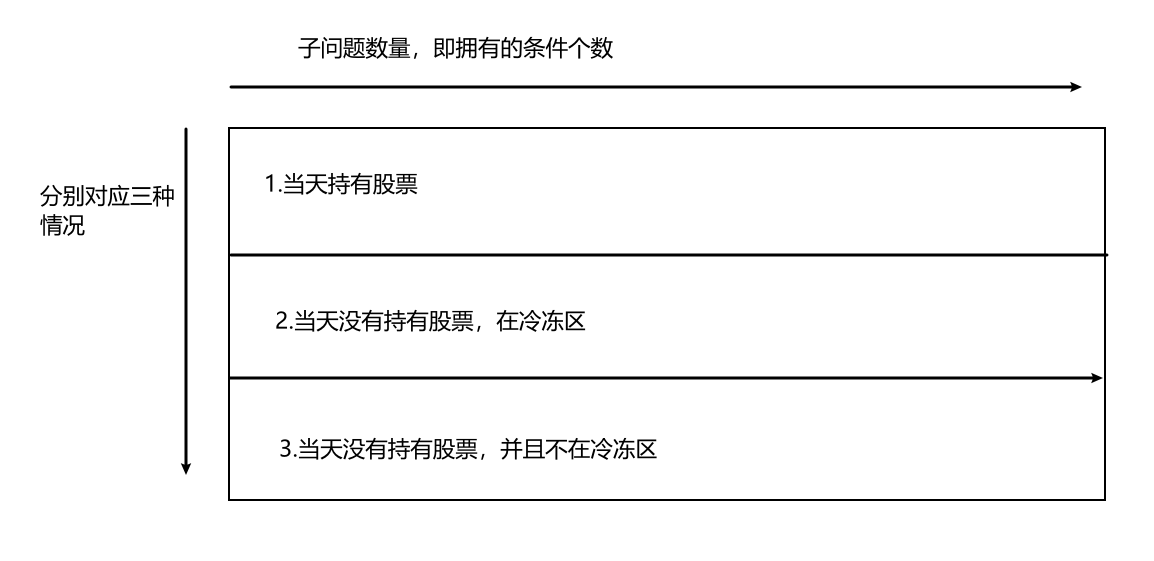 子问题数量，即拥有的条件个数
分别对应三种
情况
1.当天持有股票
2.当天没有持有股票，在冷冻区
3.当天没有持有股票，并且不在冷冻区